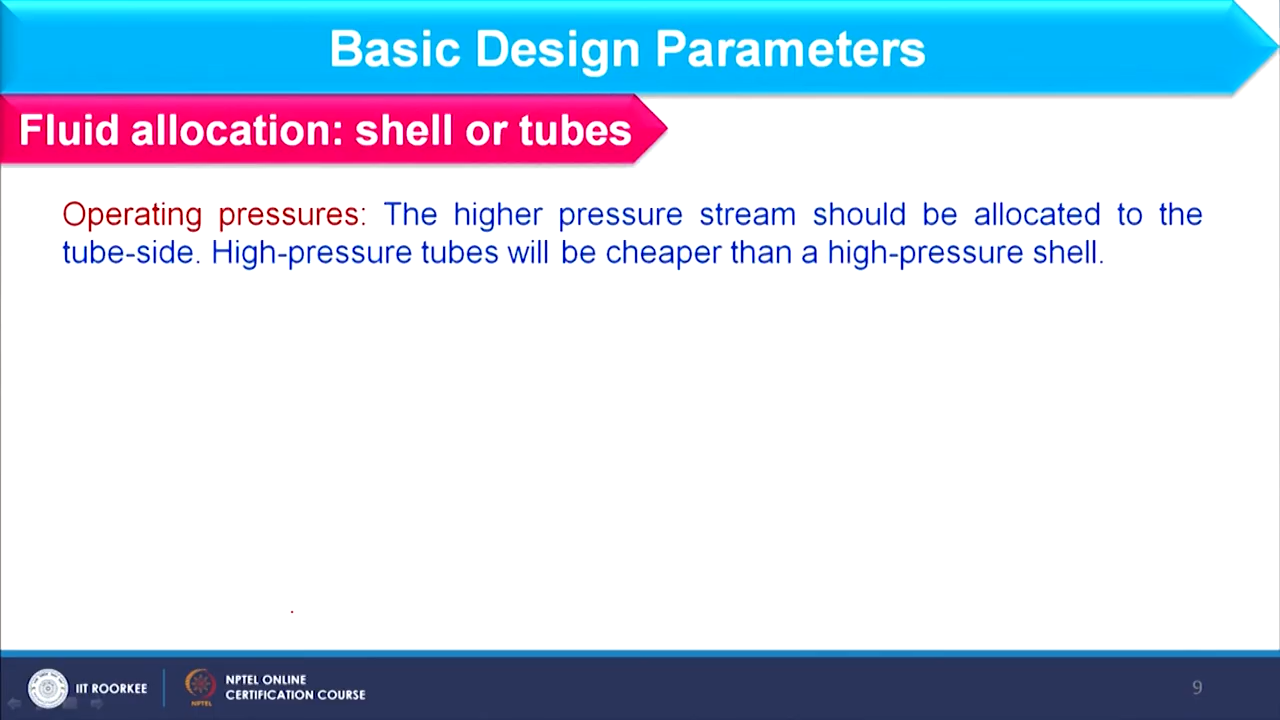 Basic Design Parameters
Fluid allocation: shell or tubes
Operating pressures: The higher pressure stream should be allocated to the
tube-side. High-pressure tubes will be cheaper than a high-pressure shell.
IIT ROORKEE
NPTEL
NPTEL ONLINE
CERTIFICATION COURSE
9